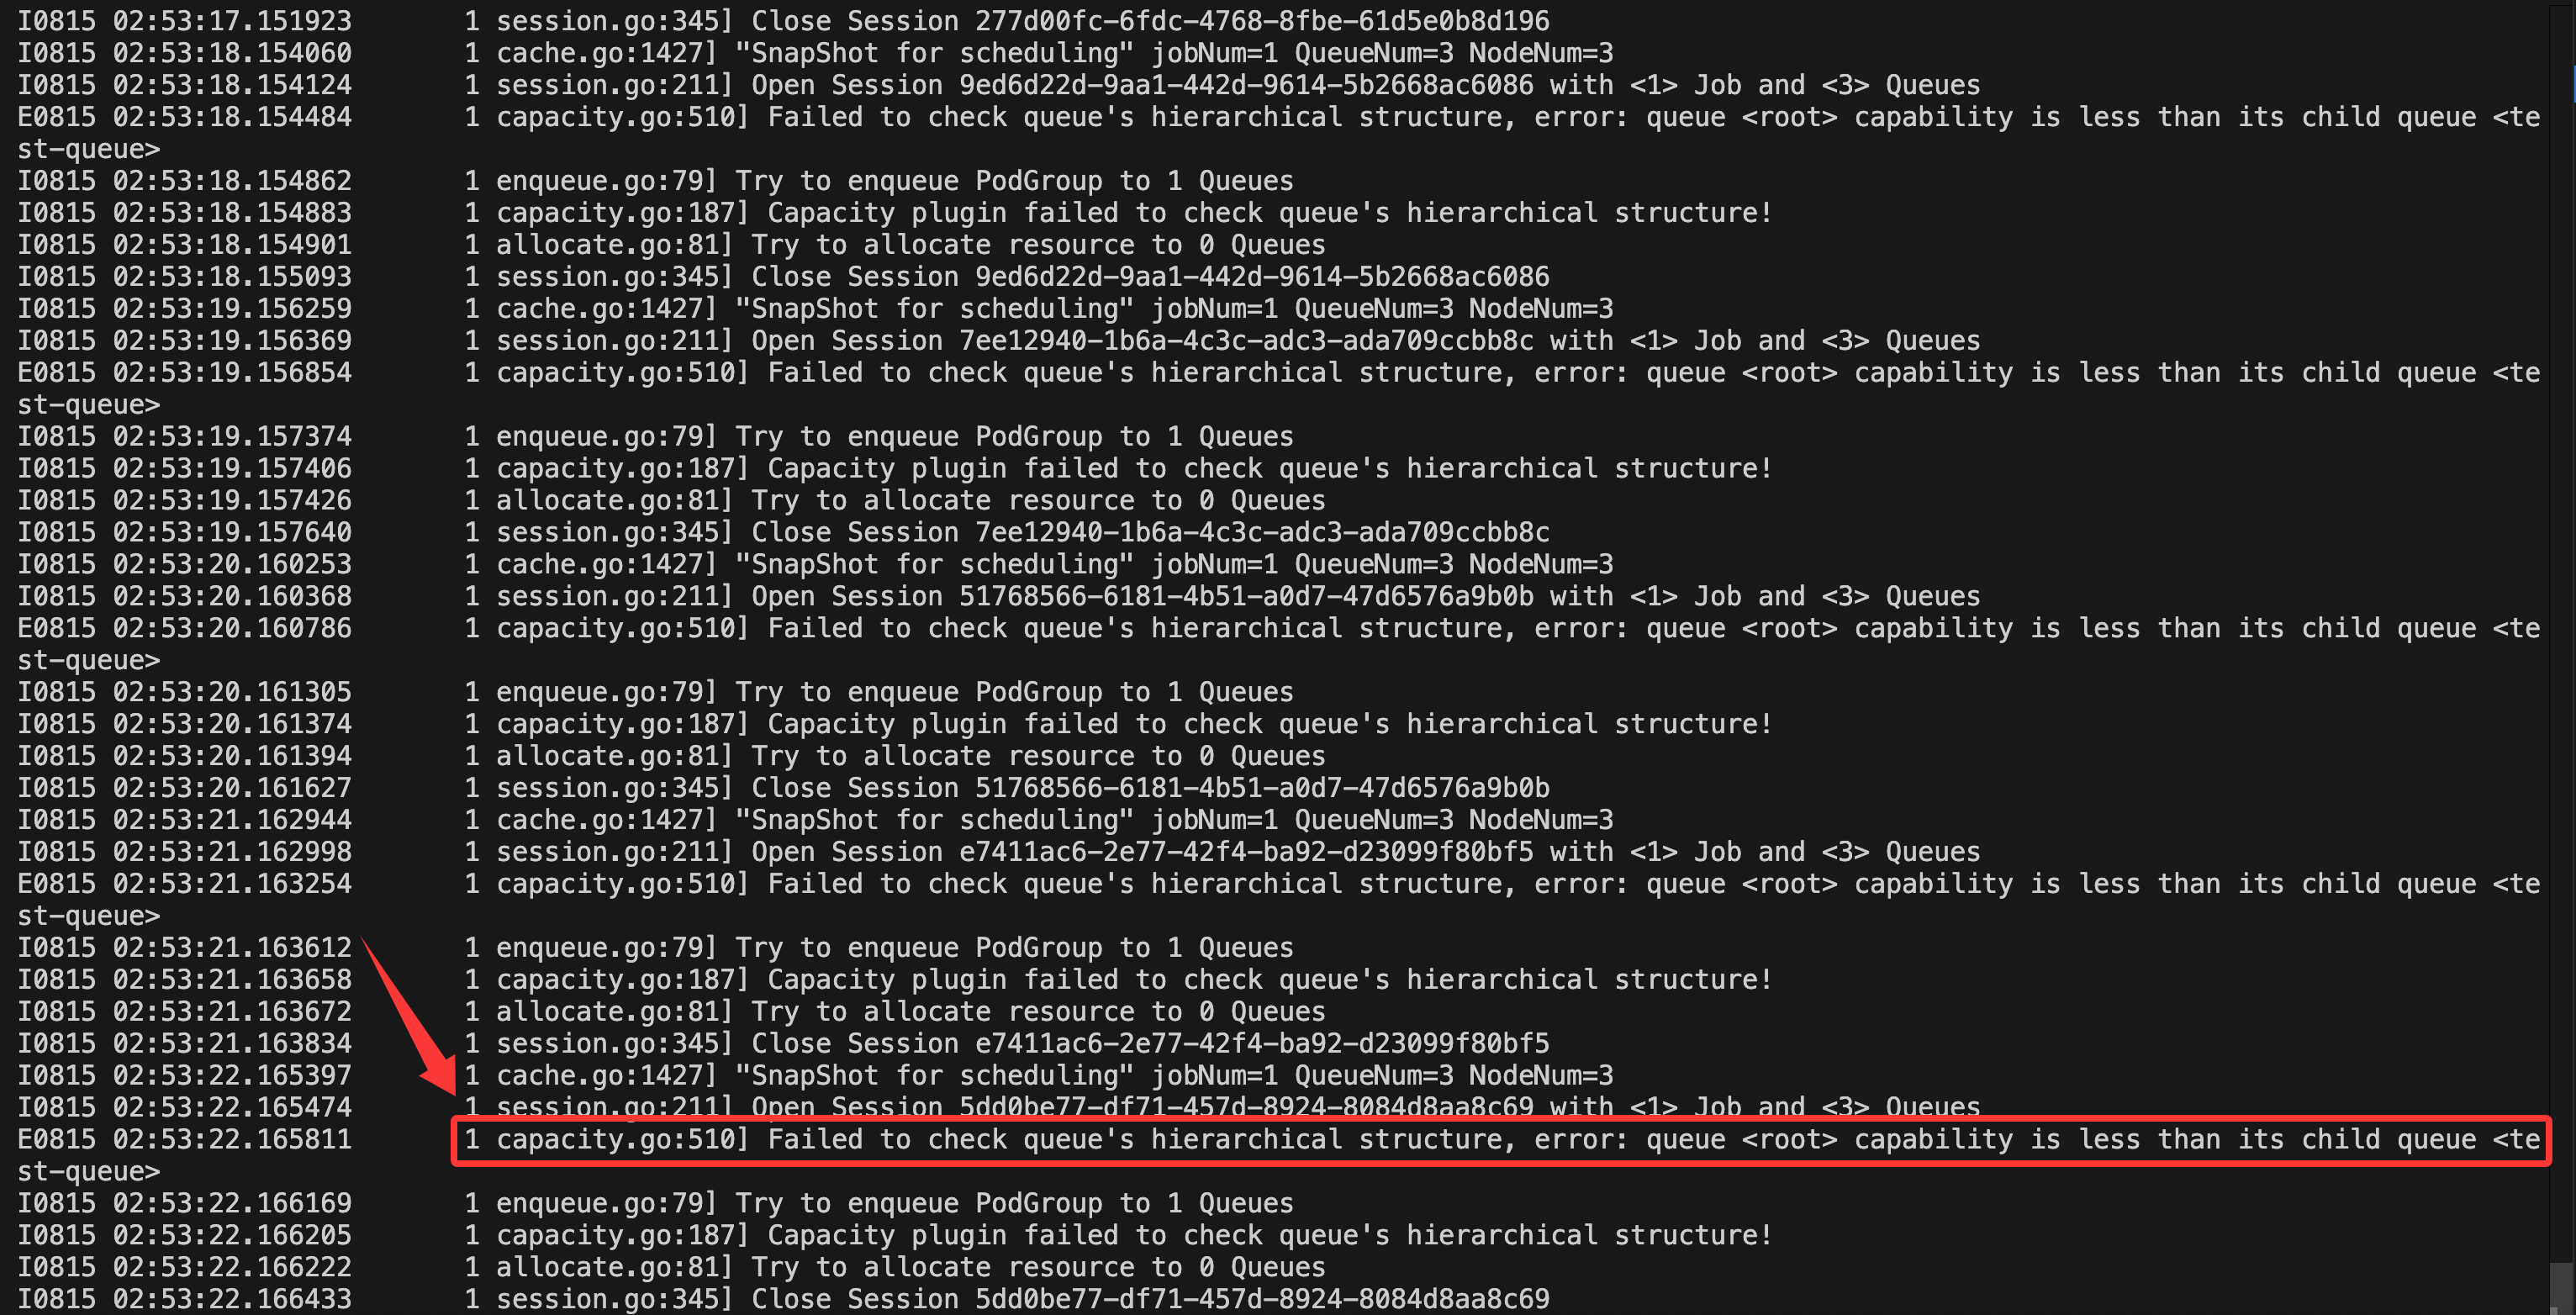 I0815 02:53:17.151923       1 session.go:345] Close Session 277d00fc-6fdc-4768-8fbe-61d5e0b8d196
I0815 02:53:18.154060       1 cache.go:1427] "SnapShot for scheduling" jobNum=1 QueueNum=3 NodeNum=3
I0815 02:53:18.154124       1 session.go:211] Open Session 9ed6d22d-9aa1-442d-9614-5b2668ac6086 with <1> Job and <3> Queues
E0815 02:53:18.154484       1 capacity.go:510] Failed to check queue's hierarchical structure, error: queue <root> capability is less than its child queue <te
st-queue>
I0815 02:53:18.154862       1 enqueue.go:79] Try to enqueue PodGroup to 1 Queues
I0815 02:53:18.154883       1 capacity.go:187] Capacity plugin failed to check queue's hierarchical structure!
I0815 02:53:18.154901       1 allocate.go:81] Try to allocate resource to 0 Queues
I0815 02:53:18.155093       1 session.go:345] Close Session 9ed6d22d-9aa1-442d-9614-5b2668ac6086
I0815 02:53:19.156259       1 cache.go:1427] "SnapShot for scheduling" jobNum=1 QueueNum=3 NodeNum=3
I0815 02:53:19.156369       1 session.go:211] Open Session 7ee12940-1b6a-4c3c-adc3-ada709ccbb8c with <1> Job and <3> Queues
E0815 02:53:19.156854       1 capacity.go:510] Failed to check queue's hierarchical structure, error: queue <root> capability is less than its child queue <te
st-queue>
I0815 02:53:19.157374       1 enqueue.go:79] Try to enqueue PodGroup to 1 Queues
I0815 02:53:19.157406       1 capacity.go:187] Capacity plugin failed to check queue's hierarchical structure!
I0815 02:53:19.157426       1 allocate.go:81] Try to allocate resource to 0 Queues
I0815 02:53:19.157640       1 session.go:345] Close Session 7ee12940-1b6a-4c3c-adc3-ada709ccbb8c
I0815 02:53:20.160253       1 cache.go:1427] "SnapShot for scheduling" jobNum=1 QueueNum=3 NodeNum=3
I0815 02:53:20.160368       1 session.go:211] Open Session 51768566-6181-4b51-a0d7-47d6576a9b0b with <1> Job and <3> Queues
E0815 02:53:20.160786       1 capacity.go:510] Failed to check queue's hierarchical structure, error: queue <root> capability is less than its child queue <te
st-queue>
I0815 02:53:20.161305       1 enqueue.go:79] Try to enqueue PodGroup to 1 Queues
I0815 02:53:20.161374       1 capacity.go:187] Capacity plugin failed to check queue's hierarchical structure!
I0815 02:53:20.161394       1 allocate.go:81] Try to allocate resource to 0 Queues
I0815 02:53:20.161627       1 session.go:345] Close Session 51768566-6181-4b51-a0d7-47d6576a9b0b
I0815 02:53:21.162944       1 cache.go:1427] "SnapShot for scheduling" jobNum=1 QueueNum=3 NodeNum=3
I0815 02:53:21.162998       1 session.go:211] Open Session e7411ac6-2e77-42f4-ba92-d23099f80bf5 with <1> Job and <3> Queues
E0815 02:53:21.163254       1 capacity.go:510] Failed to check queue's hierarchical structure, error: queue <root> capability is less than its child queue <te
st-queue>
I0815 02:53:21.163612       1 enqueue.go:79] Try to enqueue PodGroup to 1 Queues
I0815 02:53:21.163658       1 capacity.go:187] Capacity plugin failed to check queue's hierarchical structure!
I0815 02:53:21.163672       1 allocate.go:81] Try to allocate resource to 0 Queues
I0815 02:53:21.163834       1 session.go:345] Close Session e7411ac6-2e77-42f4-ba92-d23099f80bf5
I0815 02:53:22.165397       1 cache.go:1427] "SnapShot for scheduling" jobNum=1 QueueNum=3 NodeNum=3
I0815 02:53:22.165474       1 session.go:211] Open Session 5dd0be77-df71-457d-8924-8084d8aa8c69 with <1> Job and <3> Queues
E0815 02:53:22.165811       1 capacity.go:510] Failed to check queue's hierarchical structure, error: queue <root> capability is less than its child queue <te
st-queue>
I0815 02:53:22.166169       1 enqueue.go:79] Try to enqueue PodGroup to 1 Queues
I0815 02:53:22.166205       1 capacity.go:187] Capacity plugin failed to check queue's hierarchical structure!
I0815 02:53:22.166222       1 allocate.go:81] Try to allocate resource to 0 Queues
I0815 02:53:22.166433       1 session.go:345] Close Session 5dd0be77-df71-457d-8924-8084d8aa8c69